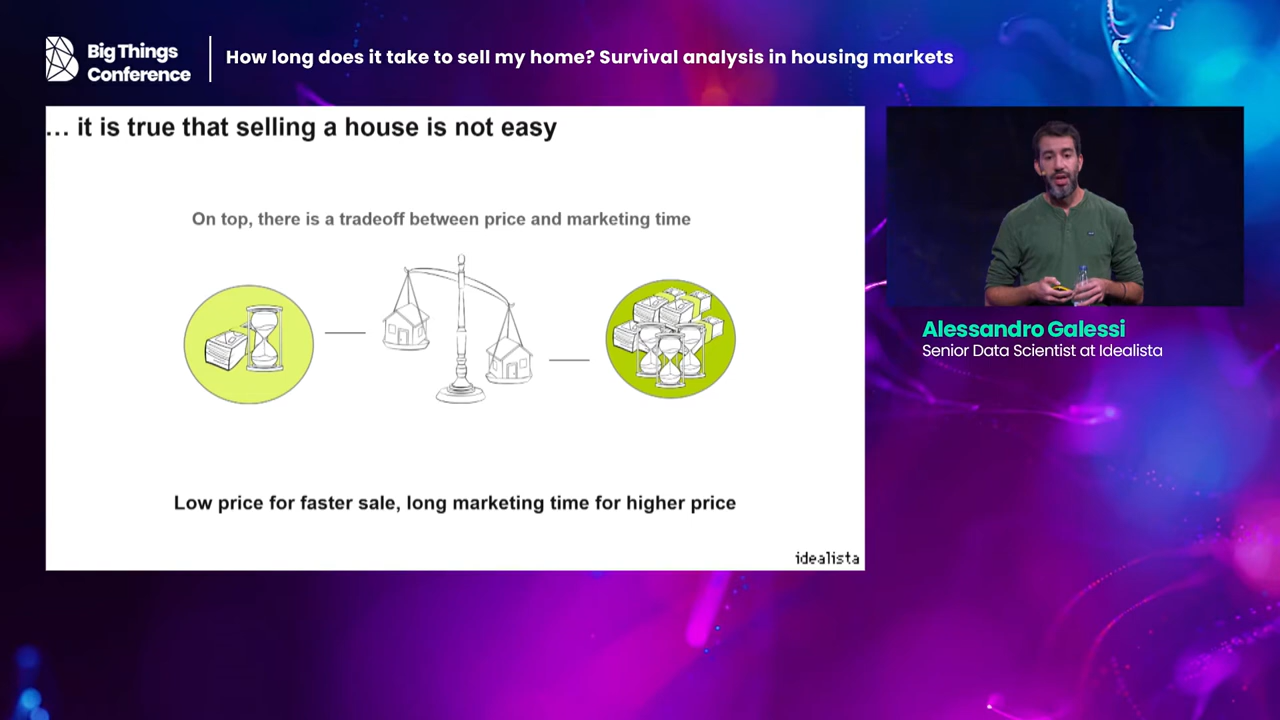 Big Things
Conference
How long does it take to sell my home? Survival analysis in housing markets
... it is true that selling a house is not easy
On top, there is a tradeoff between price and marketing time
Low price for faster sale, long marketing time for higher price
idealista
Alessandro Galessi
Senior Data Scientist at Idealista